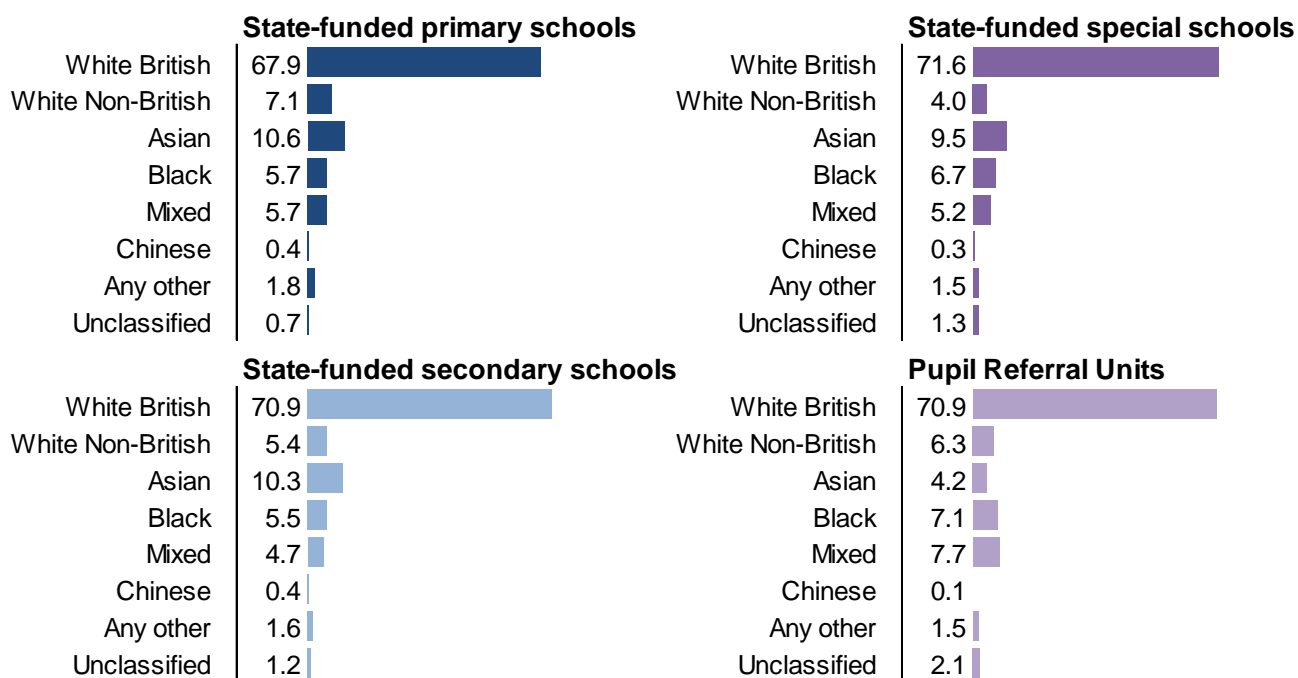 State-funded primary schools
White British 67.9
White Non-British 7.1
Asian 10.6
Black 5.7
Mixed 5.7
Chinese 0.4
Any other 1.8
Unclassified 0.7
State-funded special schools
White British 71.6
White Non-British 4.0
Asian 9.5
Black 6.7
Mixed 5.2
Chinese 0.3
Any other 1.5
Unclassified 1.3
State-funded secondary schools
White British 70.9
White Non-British 5.4
Asian 10.3
Black 5.5
Mixed 4.7
Chinese 0.4
Any other 1.6
Unclassified 1.2
Pupil Referral Units
White British 70.9
White Non-British 6.3
Asian 4.2
Black 7.1
Mixed 7.7
Chinese 0.1
Any other 1.5
Unclassified 2.1